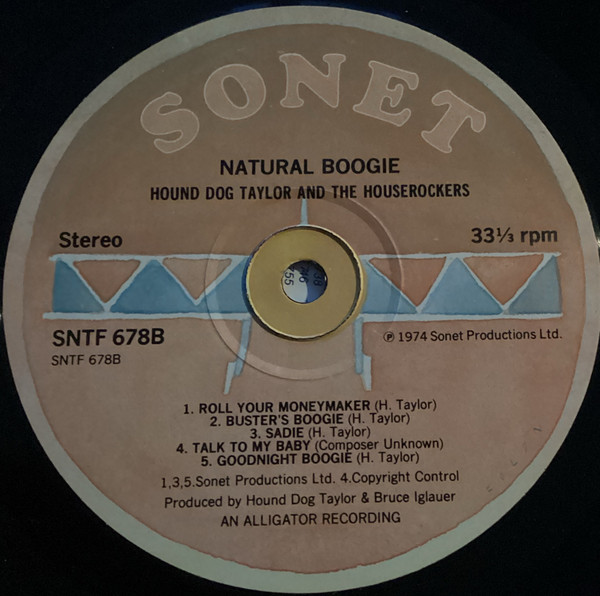 SONET
NATURAL BOOGIE
HOUND DOG TAYLOR AND THE HOUSEROCKERS
Stereo
33⅓ rpm
SNTF 678B
SNTF 678B
℗ 1974 Sonet Productions Ltd.
1. ROLL YOUR MONEYMAKER (H. Taylor)
2. BUSTER'S BOOGIE (H. Taylor)
3. SADIE (H. Taylor)
4. TALK TO MY BABY (Composer Unknown)
5. GOODNIGHT BOOGIE (H. Taylor)
1,3,5.Sonet Productions Ltd. 4.Copyright Control
Produced by Hound Dog Taylor & Bruce Iglauer
AN ALLIGATOR RECORDING